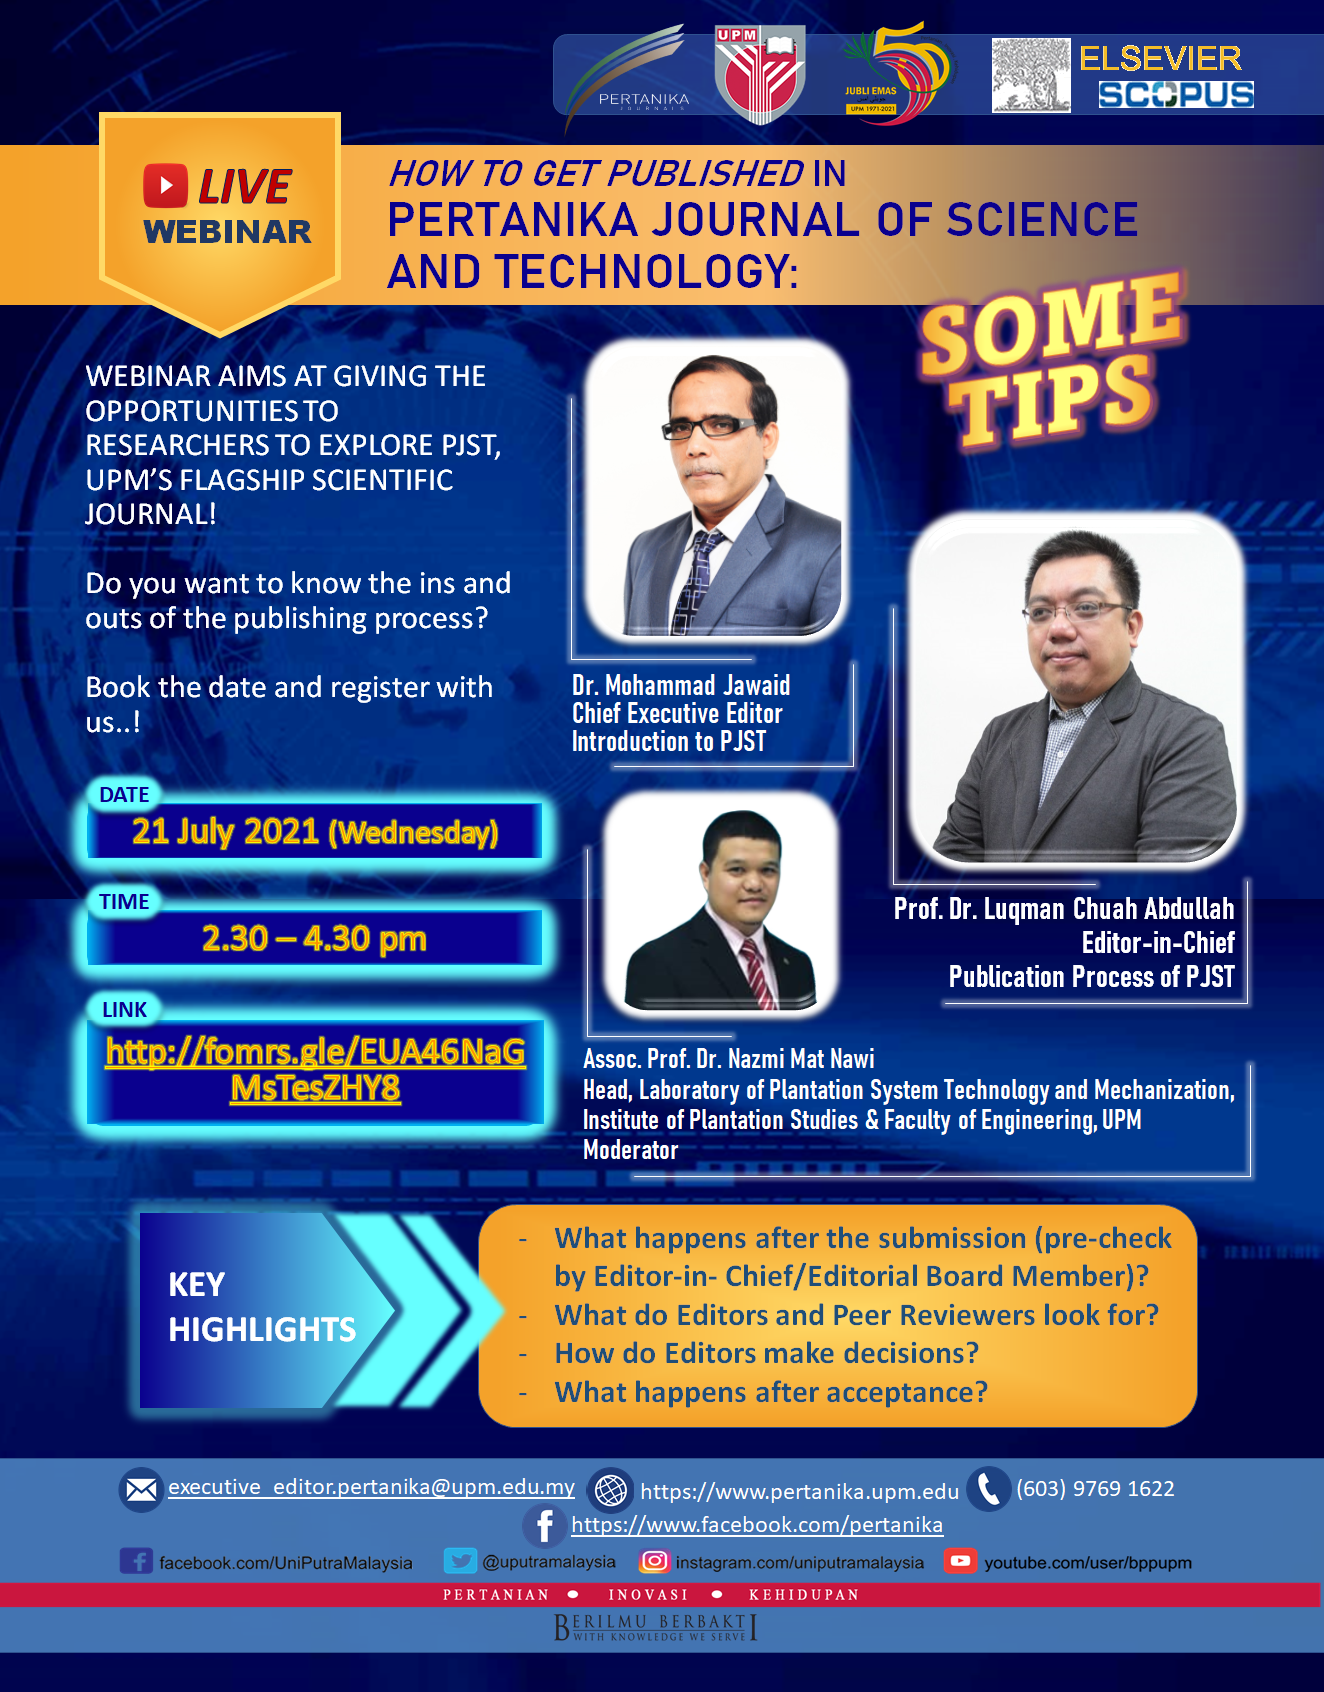 PERTANIKA
JOURNALS
UPM
JUBLI EMAS
UPM 1971-2021
ELSEVIER
SCOPUS
LIVE
WEBINAR
HOW TO GET PUBLISHED IN
PERTANIKA JOURNAL OF SCIENCE
AND TECHNOLOGY:
SOME
TIPS
WEBINAR AIMS AT GIVING THE
OPPORTUNITIES TO
RESEARCHERS TO EXPLORE PJST,
UPM'S FLAGSHIP SCIENTIFIC
JOURNAL!
Do you want to know the ins and
outs of the publishing process?
Book the date and register with
us..!
DATE
21 July 2021 (Wednesday)
TIME
2.30 – 4.30 pm
LINK
http://fomrs.gle/EUA46NaG
MsTesZHY8
Dr. Mohammad Jawaid
Chief Executive Editor
Introduction to PJST
Prof. Dr. Luqman Chuah Abdullah
Editor-in-Chief
Publication Process of PJST
Assoc. Prof. Dr. Nazmi Mat Nawi
Head, Laboratory of Plantation System Technology and Mechanization,
Institute of Plantation Studies & Faculty of Engineering, UPM
Moderator
KEY
HIGHLIGHTS
- What happens after the submission (pre-check
by Editor-in- Chief/Editorial Board Member)?
- What do Editors and Peer Reviewers look for?
- How do Editors make decisions?
- What happens after acceptance?
executive_editor.pertanika@upm.edu.my
https://www.pertanika.upm.edu
(603) 9769 1622
https://www.facebook.com/pertanika
facebook.com/UniPutraMalaysia
@uputramalaysia
instagram.com/uniputramalaysia
youtube.com/user/bppupm
PERTANIAN • INOVASI • KEHIDUPAN
BERILMU BERBAKTI
WITH KNOWLEDGE WE SERVE